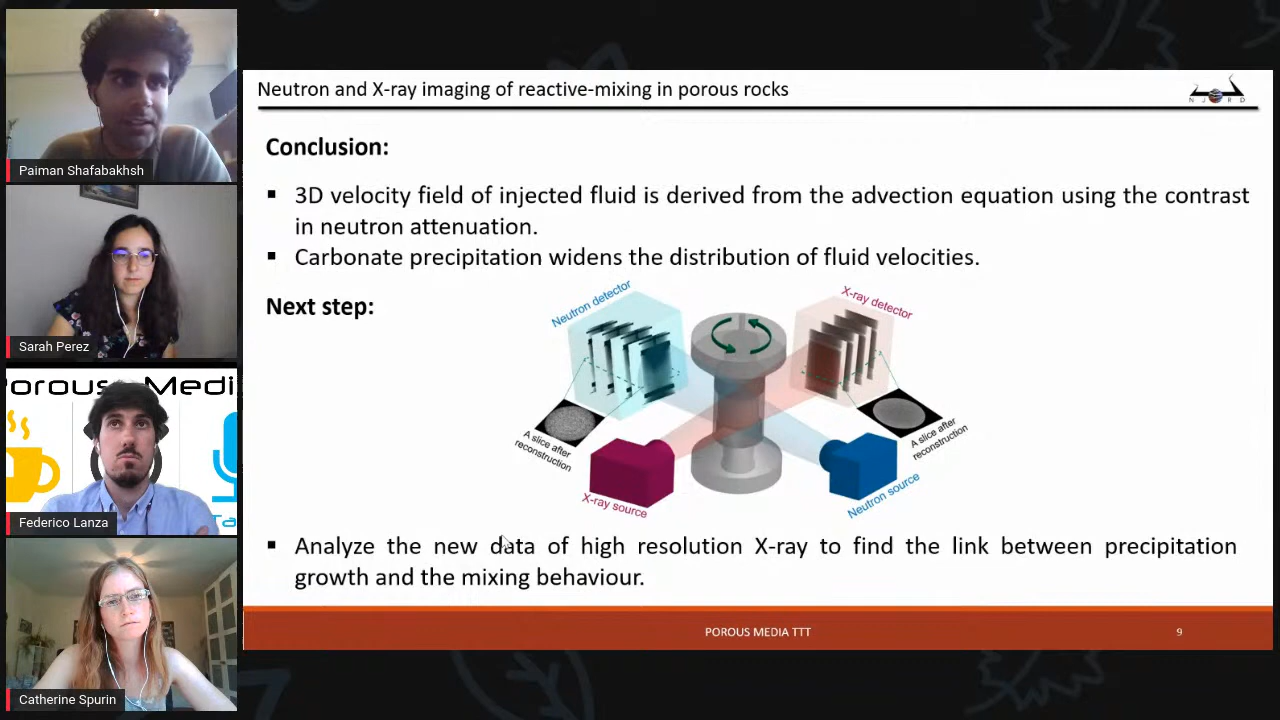 Paiman Shafabakhsh
Sarah Perez
Porous Medi
Ta
Federico Lanza
Catherine Spurin
Neutron and X-ray imaging of reactive-mixing in porous rocks
NJORD
Conclusion:
▪ 3D velocity field of injected fluid is derived from the advection equation using the contrast
in neutron attenuation.
▪ Carbonate precipitation widens the distribution of fluid velocities.
Next step:
Neutron detector
X-ray detector
A slice after
reconstruction
A slice after
reconstruction
X-ray source
Neutron source
▪ Analyze the new data of high resolution X-ray to find the link between precipitation
growth and the mixing behaviour.
POROUS MEDIA TTT
9